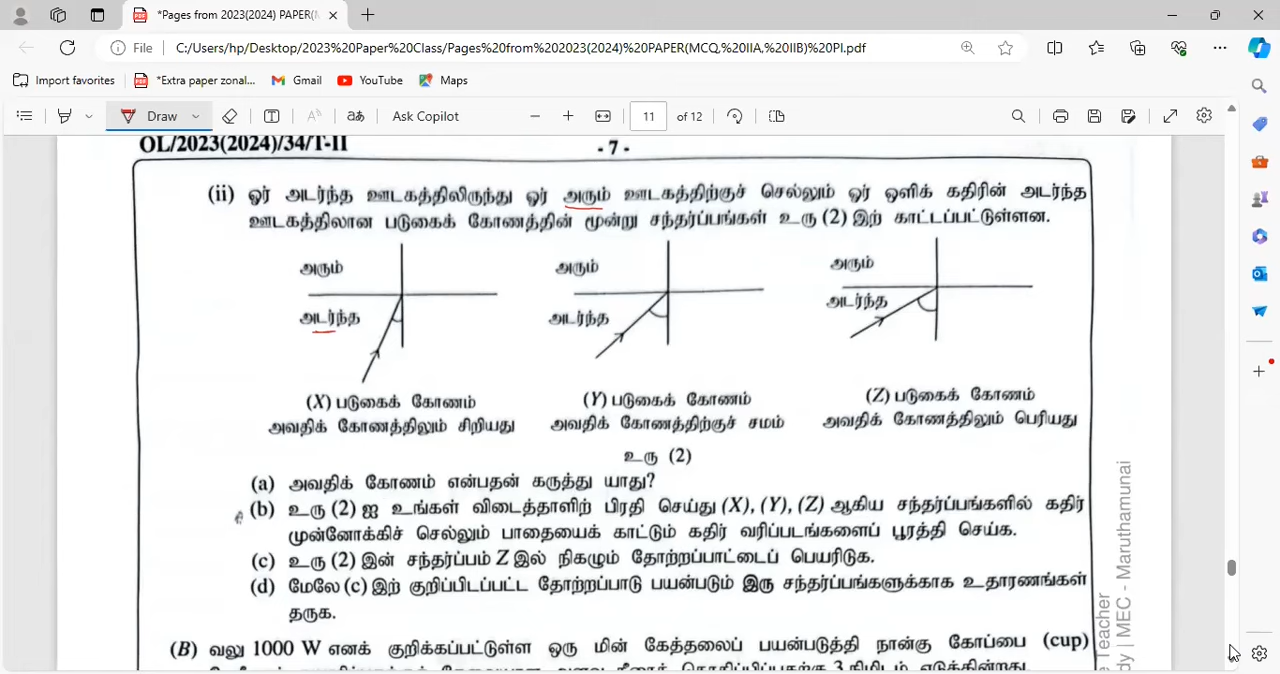 *Pages from 2023(2024) PAPER(M
File C:/Users/hp/Desktop/2023%20Paper%20Class/Pages%20from%202023(2024)%20PAPER(MCQ,%20IIA,%20IIB)%20PI.pdf
Import favorites *Extra paper zonal... Gmail YouTube Maps
Draw Ask Copilot 11 of 12
OL/2023(2024)/34/T-II - 7 -
(ii) ஓர் அடர்ந்த ஊடகத்திலிருந்து ஓர் அரும் ஊடகத்திற்குச் செல்லும் ஓர் ஒளிக் கதிரின் அடர்ந்த
ஊடகத்திலான படுகைக் கோணத்தின் மூன்று சந்தர்ப்பங்கள் உரு (2) இற் காட்டப்பட்டுள்ளன.
அரும் அரும் அரும்
அடர்ந்த அடர்ந்த அடர்ந்த
(X) படுகைக் கோணம் (Y) படுகைக் கோணம் (Z) படுகைக் கோணம்
அவதிக் கோணத்திலும் சிறியது அவதிக் கோணத்திற்குச் சமம் அவதிக் கோணத்திலும் பெரியது
உரு (2)
(a) அவதிக் கோணம் என்பதன் கருத்து யாது?
(b) உரு (2) ஐ உங்கள் விடைத்தாளிற் பிரதி செய்து (X), (Y), (Z) ஆகிய சந்தர்ப்பங்களில் கதிர்
முன்னோக்கிச் செல்லும் பாதையைக் காட்டும் கதிர் வரிப்படங்களைப் பூரத்தி செய்க.
(c) உரு (2) இன் சந்தர்ப்பம் Z இல் நிகழும் தோற்றப்பாட்டைப் பெயரிடுக.
(d) மேலே (c) இற் குறிப்பிடப்பட்ட தோற்றப்பாடு பயன்படும் இரு சந்தர்ப்பங்களுக்காக உதாரணங்கள்
தருக.
(B) வலு 1000 W எனக் குறிக்கப்பட்டுள்ள ஒரு மின் கேத்தலைப் பயன்படுத்தி நான்கு கோப்பை (cup)
Teacher
dy | MEC - Maruthamunai